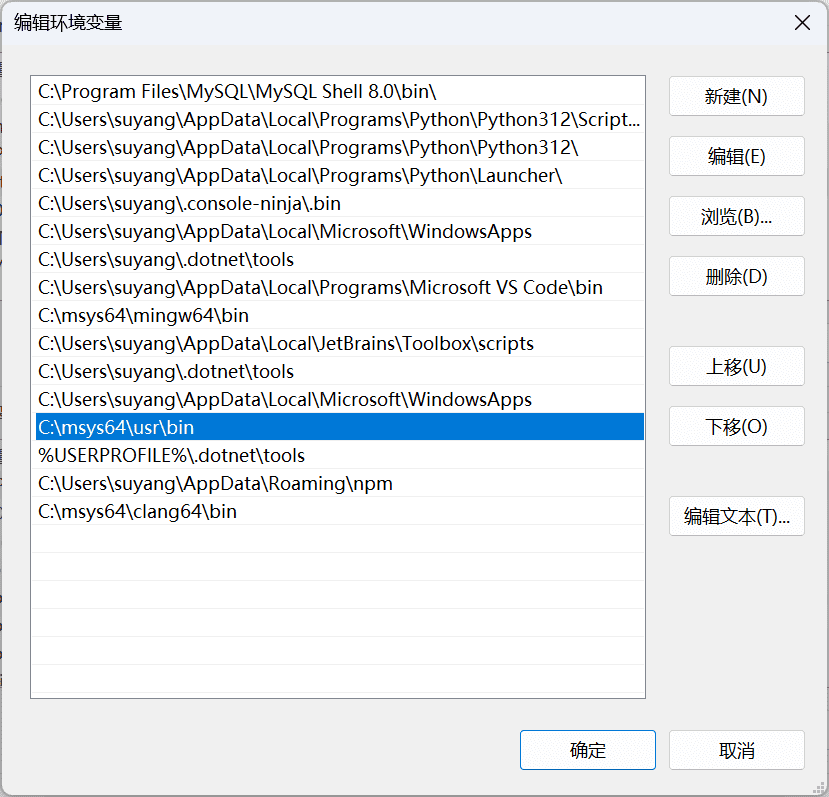 编辑环境变量
C:\Program Files\MySQL\MySQL Shell 8.0\bin\
C:\Users\suyang\AppData\Local\Programs\Python\Python312\Script...
C:\Users\suyang\AppData\Local\Programs\Python\Python312\
C:\Users\suyang\AppData\Local\Programs\Python\Launcher\
C:\Users\suyang\.console-ninja\.bin
C:\Users\suyang\AppData\Local\Microsoft\WindowsApps
C:\Users\suyang\.dotnet\tools
C:\Users\suyang\AppData\Local\Programs\Microsoft VS Code\bin
C:\msys64\mingw64\bin
C:\Users\suyang\AppData\Local\JetBrains\Toolbox\scripts
C:\Users\suyang\.dotnet\tools
C:\Users\suyang\AppData\Local\Microsoft\WindowsApps
C:\msys64\usr\bin
%USERPROFILE%\.dotnet\tools
C:\Users\suyang\AppData\Roaming\npm
C:\msys64\clang64\bin
新建(N)
编辑(E)
浏览(B)...
删除(D)
上移(U)
下移(O)
编辑文本(T)...
确定
取消